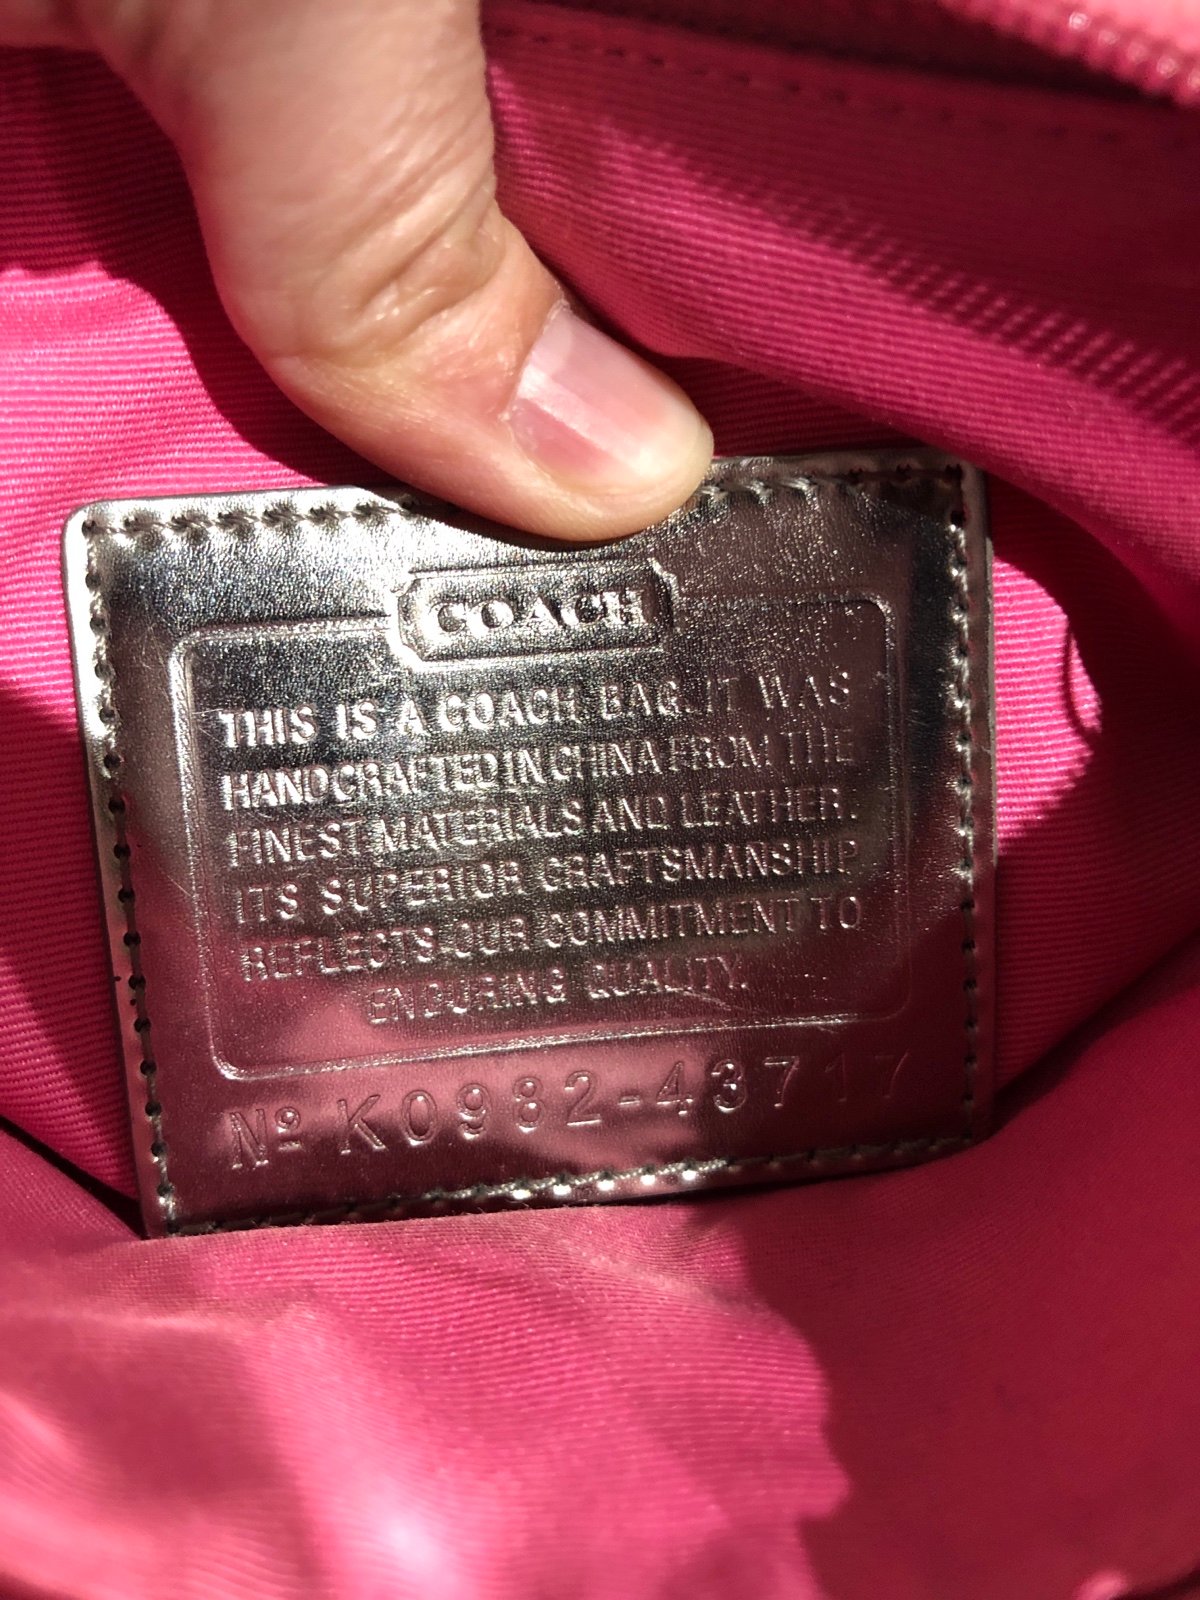 COACH
THIS IS A COACH BAG. IT WAS
HANDCRAFTED IN CHINA FROM THE
FINEST MATERIALS AND LEATHER.
ITS SUPERIOR CRAFTSMANSHIP
REFLECTS OUR COMMITMENT TO
ENDURING QUALITY.
Nº K0982-43717